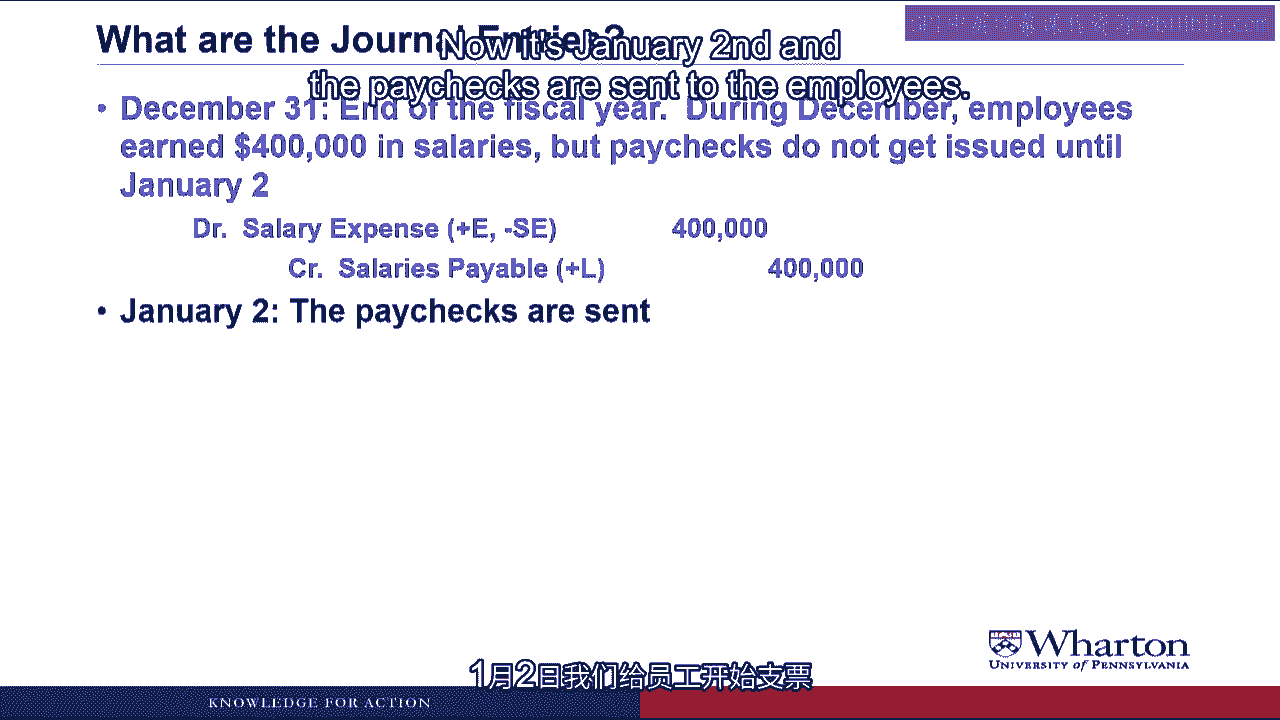 What are the Journal Entries?
Now it's January 2nd and
the paychecks are sent to the employees.
• December 31: End of the fiscal year. During December, employees
earned $400,000 in salaries, but paychecks do not get issued until
January 2
Dr. Salary Expense (+E, -SE) 400,000
Cr. Salaries Payable (+L) 400,000
• January 2: The paychecks are sent
Wharton
UNIVERSITY of PENNSYLVANIA
1月2日我们给员工开始支票
KNOWLEDGE FOR ACTION